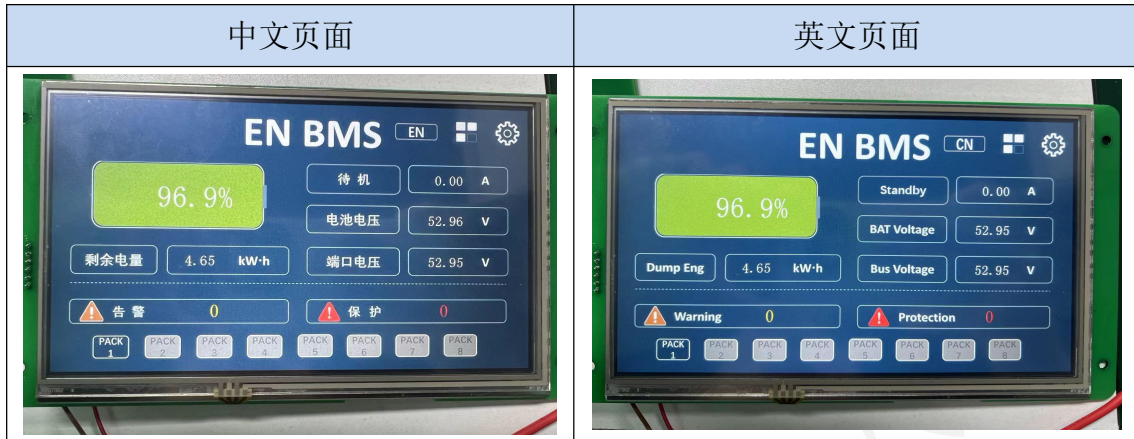 中文页面
英文页面
EN BMS EN
96.9%
待机 0.00 A
电池电压 52.96 V
剩余电量 4.65 kW·h
端口电压 52.95 V
告警 0
保护 0
PACK 1
PACK 2
PACK 3
PACK 4
PACK 5
PACK 6
PACK 7
PACK 8
EN BMS CN
96.9%
Standby 0.00 A
BAT Voltage 52.95 V
Dump Eng 4.65 kW·h
Bus Voltage 52.95 V
Warning 0
Protection 0
PACK 1
PACK 2
PACK 3
PACK 4
PACK 5
PACK 6
PACK 7
PACK 8